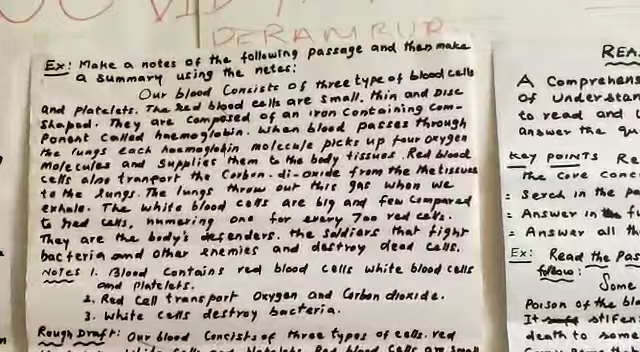 COVID
PERAMBUR
Ex: Make a notes of the following passage and then make
a summary using the notes:
Our blood Consists of three type of blood cells
and Platelets. The Red blood cells are small, thin and Disc
Shaped. They are composed of an iron Containing Com-
Ponent Called haemoglobin. When blood passes through
the lungs each haemoglobin molecule picks up four oxygen
Molecules and Supplies them to the body tissues. Red blood
cells also tranport the Corbon-di-oxide from the tissues
to the lungs. The lungs throw out this gas when we
exhale. The white blood cells are big and few compared
to red cells, numering one for every 700 red cells.
They are the body's defenders. the soldiers that fight
bacteria and other enemies and destroy dead cells.
Notes 1. Blood Contains red blood cells white blood cells
and Platelets.
2. Red Cell transport Oxygen and Corbon dioxide.
3. White cells destroy bacteria.
Rough Draft: Our blood Consists of three types of cells. red
REA
A Comprehens
Of Understan
to read and
answer the qu
Key Points Re
the Core Conc
: Serch in the pa
: Answer in the fu
: Answer all th
Ex: Read the Pas
follow:
Some
Poison of the blo
It stifens
death to some